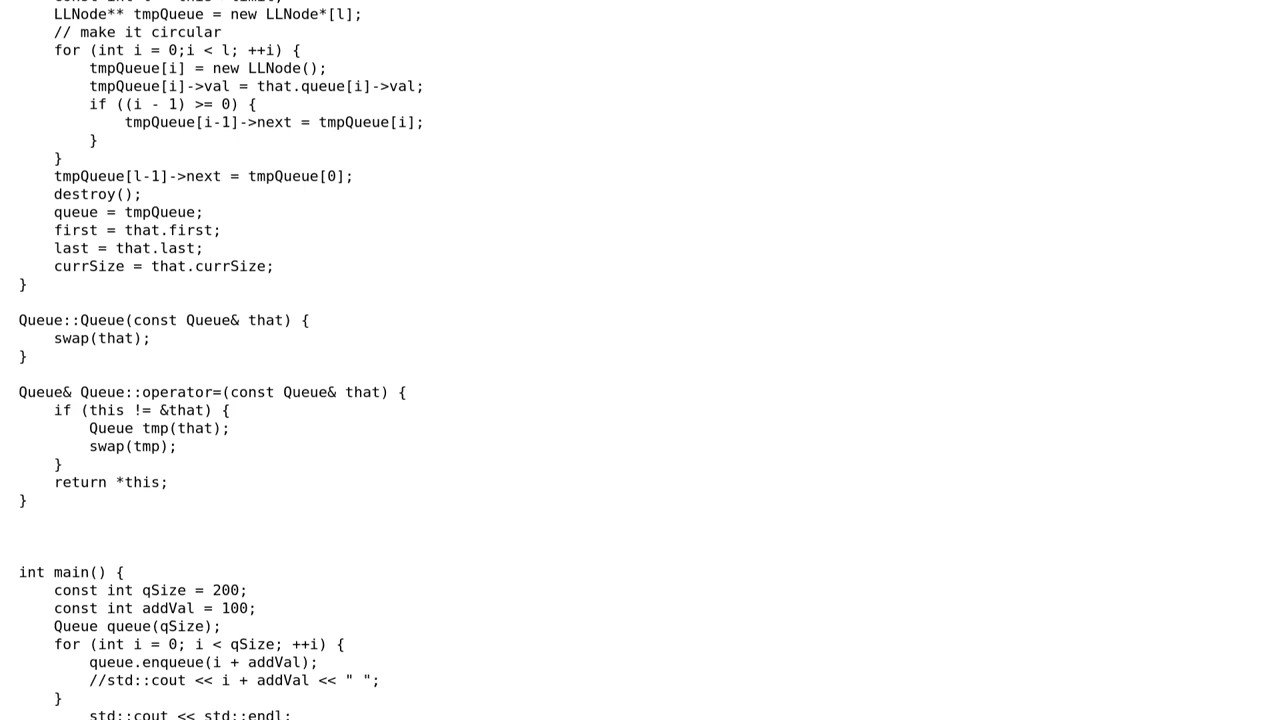 LLNode** tmpQueue = new LLNode*[l];
    // make it circular
    for (int i = 0;i < l; ++i) {
        tmpQueue[i] = new LLNode();
        tmpQueue[i]->val = that.queue[i]->val;
        if ((i - 1) >= 0) {
            tmpQueue[i-1]->next = tmpQueue[i];
        }
    }
    tmpQueue[l-1]->next = tmpQueue[0];
    destroy();
    queue = tmpQueue;
    first = that.first;
    last = that.last;
    currSize = that.currSize;
}

Queue::Queue(const Queue& that) {
    swap(that);
}

Queue& Queue::operator=(const Queue& that) {
    if (this != &that) {
        Queue tmp(that);
        swap(tmp);
    }
    return *this;
}

int main() {
    const int qSize = 200;
    const int addVal = 100;
    Queue queue(qSize);
    for (int i = 0; i < qSize; ++i) {
        queue.enqueue(i + addVal);
        //std::cout << i + addVal << " ";
    }
        std::cout << std::endl;